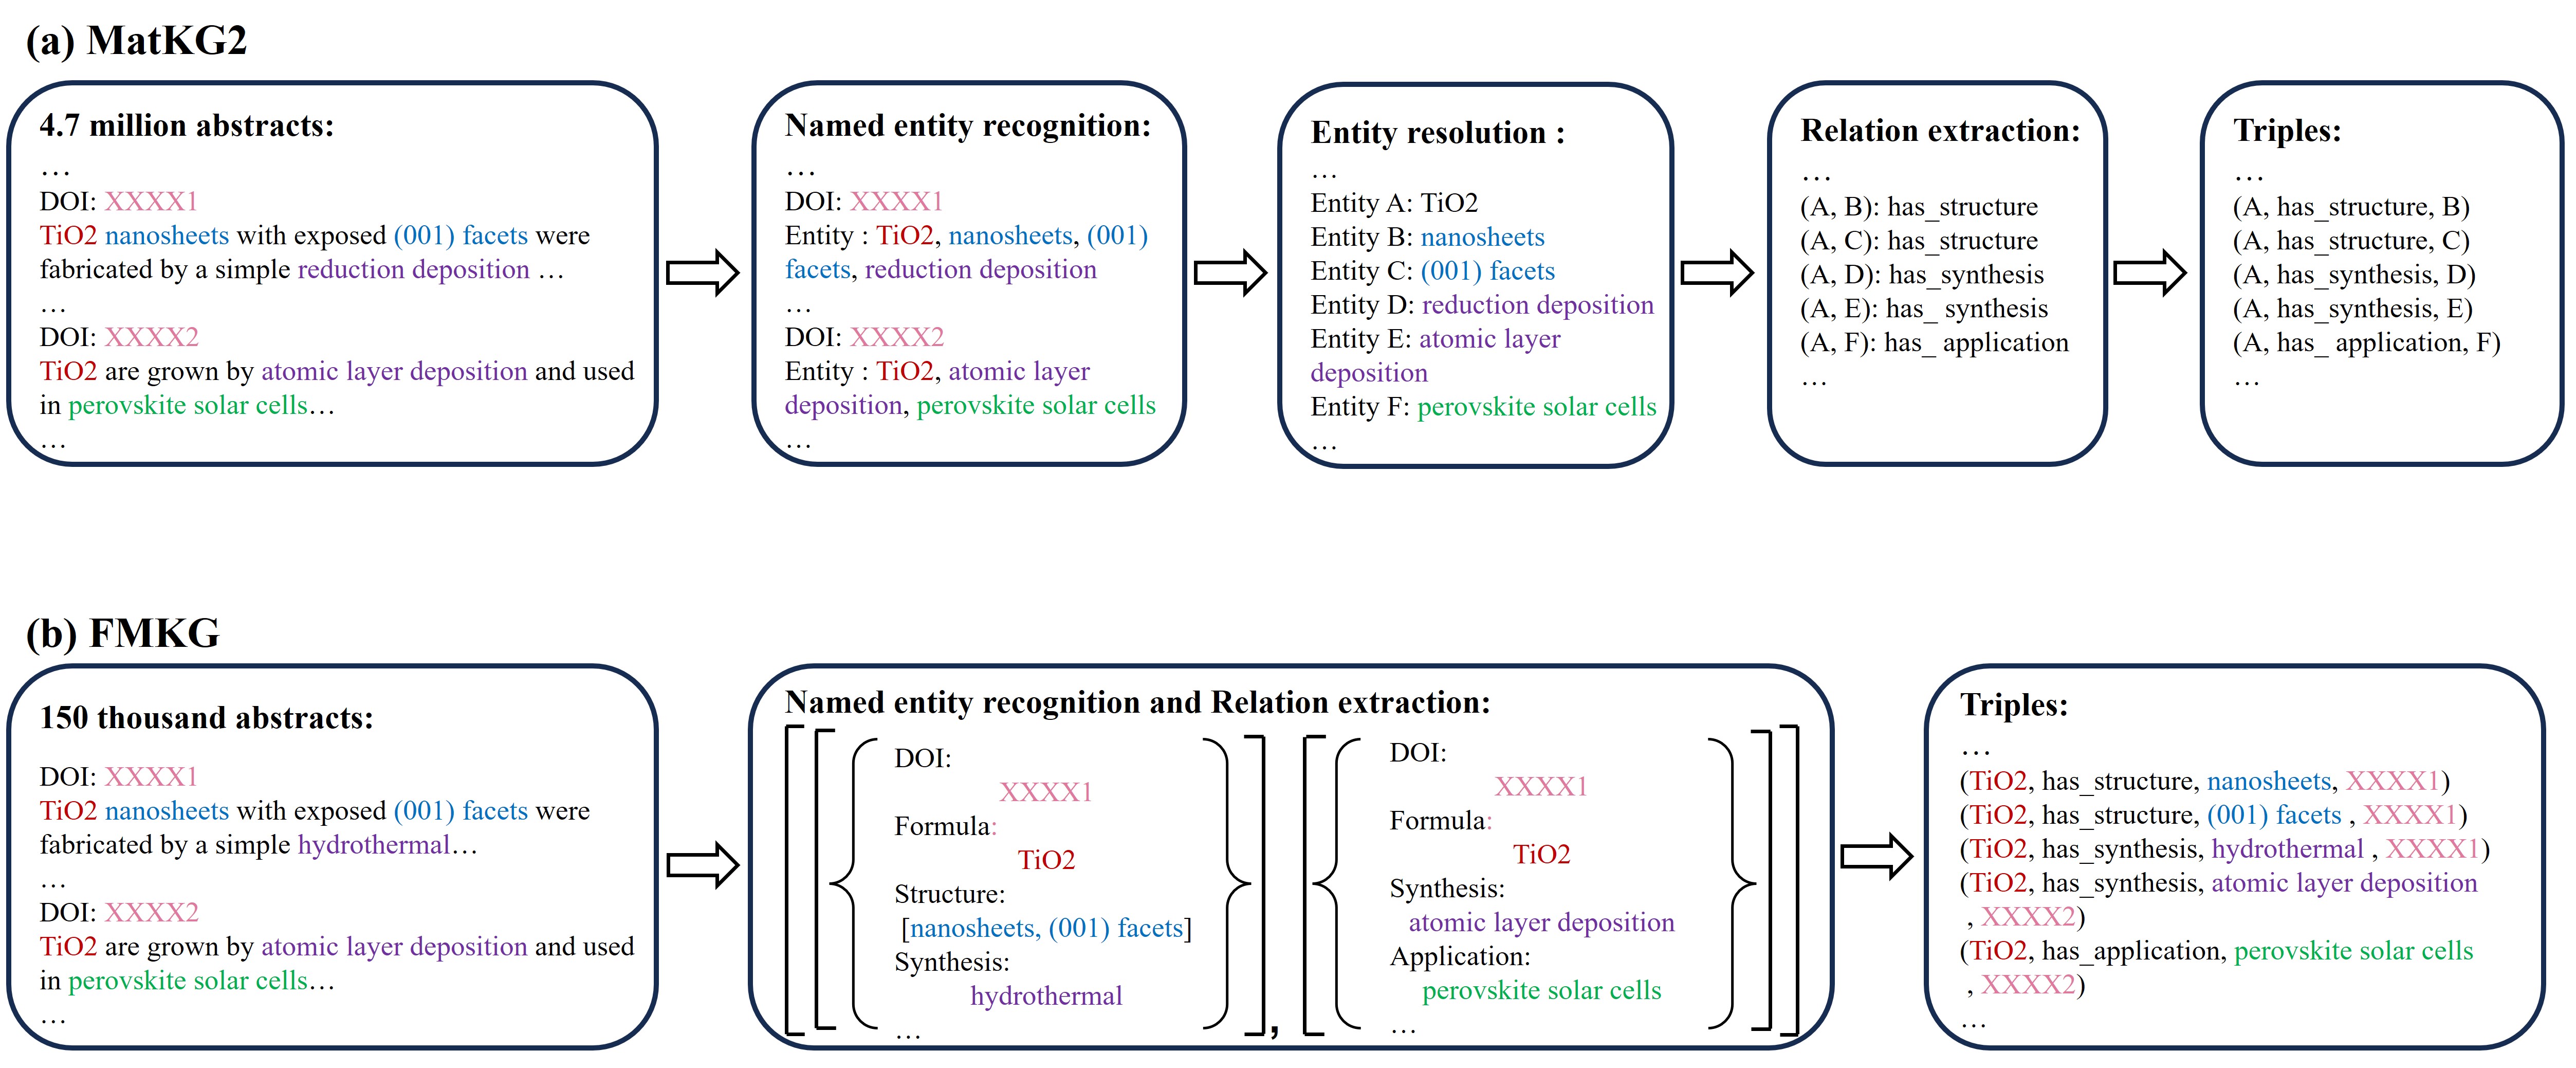 (a) MatKG2
4.7 million abstracts:
…
DOI: XXXX1
TiO2 nanosheets with exposed (001) facets were
fabricated by a simple reduction deposition …
…
DOI: XXXX2
TiO2 are grown by atomic layer deposition and used
in perovskite solar cells…
…
Named entity recognition:
…
DOI: XXXX1
Entity : TiO2, nanosheets, (001)
facets, reduction deposition
…
DOI: XXXX2
Entity : TiO2, atomic layer
deposition, perovskite solar cells
…
Entity resolution :
…
Entity A: TiO2
Entity B: nanosheets
Entity C: (001) facets
Entity D: reduction deposition
Entity E: atomic layer
deposition
Entity F: perovskite solar cells
…
Relation extraction:
…
(A, B): has_structure
(A, C): has_structure
(A, D): has_synthesis
(A, E): has_ synthesis
(A, F): has_ application
…
Triples:
…
(A, has_structure, B)
(A, has_structure, C)
(A, has_synthesis, D)
(A, has_synthesis, E)
(A, has_ application, F)
…
(b) FMKG
150 thousand abstracts:
DOI: XXXX1
TiO2 nanosheets with exposed (001) facets were
fabricated by a simple hydrothermal…
…
DOI: XXXX2
TiO2 are grown by atomic layer deposition and used
in perovskite solar cells…
…
Named entity recognition and Relation extraction:
DOI:
XXXX1
Formula:
TiO2
Structure:
[nanosheets, (001) facets]
Synthesis:
hydrothermal
…
,
DOI:
XXXX1
Formula:
TiO2
Synthesis:
atomic layer deposition
Application:
perovskite solar cells
…
Triples:
…
(TiO2, has_structure, nanosheets, XXXX1)
(TiO2, has_structure, (001) facets , XXXX1)
(TiO2, has_synthesis, hydrothermal , XXXX1)
(TiO2, has_synthesis, atomic layer deposition
, XXXX2)
(TiO2, has_application, perovskite solar cells
, XXXX2)
…